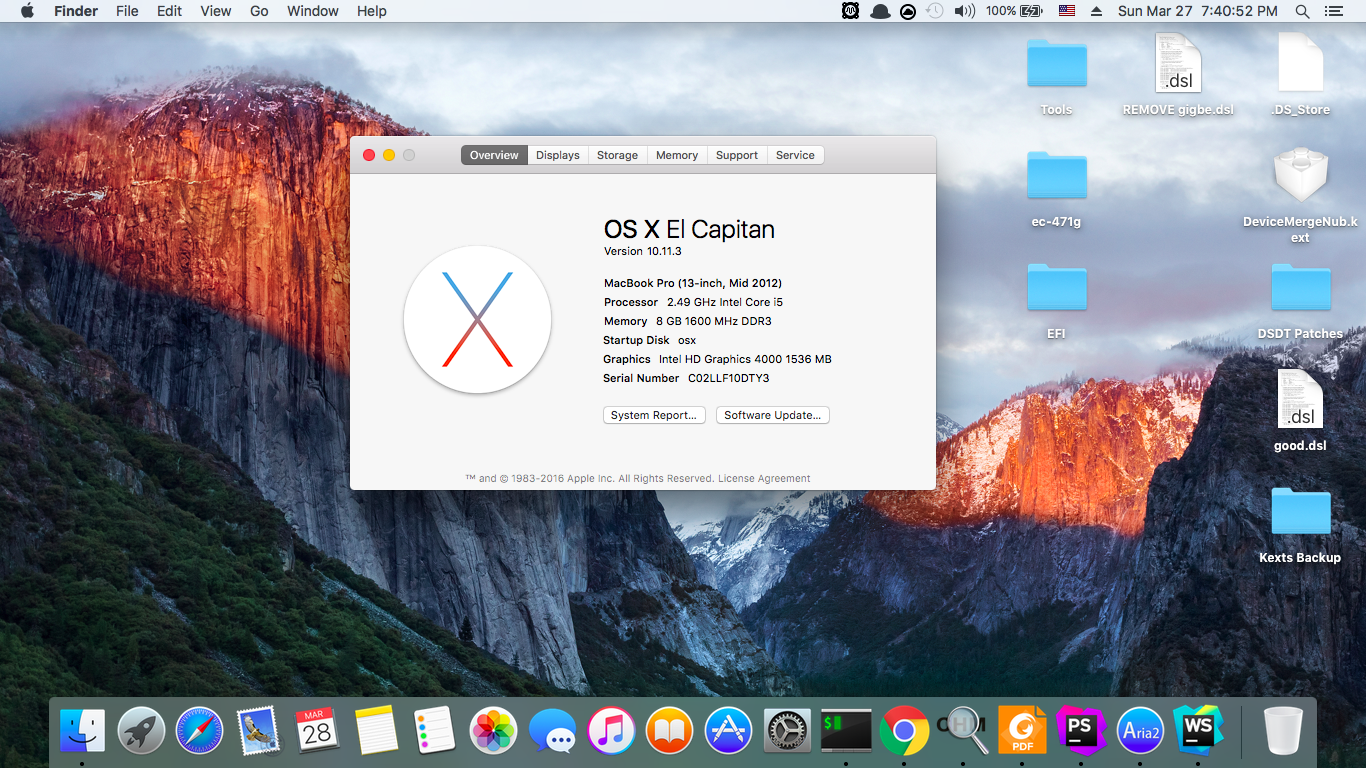 Finder File Edit View Go Window Help
100% Sun Mar 27 7:40:52 PM
Tools
REMOVE gigbe.dsl
.dsl
.DS_Store
ec-471g
DeviceMergeNub.k
ext
EFI
DSDT Patches
.dsl
good.dsl
Kexts Backup
Overview Displays Storage Memory Support Service
OS X El Capitan
Version 10.11.3
MacBook Pro (13-inch, Mid 2012)
Processor 2.49 GHz Intel Core i5
Memory 8 GB 1600 MHz DDR3
Startup Disk osx
Graphics Intel HD Graphics 4000 1536 MB
Serial Number C02LLF10DTY3
System Report... Software Update...
™ and © 1983-2016 Apple Inc. All Rights Reserved. License Agreement
MAR
28
$
PDF
PS
Aria2
WS